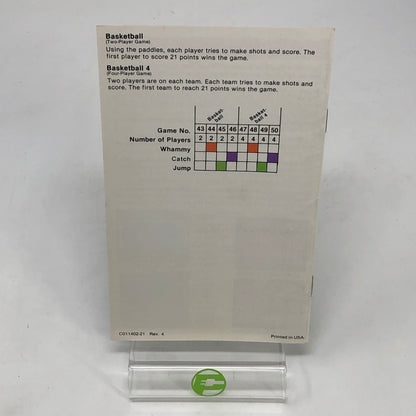 Basketball
(Two-Player Game)
Using the paddles, each player tries to make shots and score. The
first player to score 21 points wins the game.
Basketball 4
(Four-Player Game)
Two players are on each team. Each team tries to make shots and
score. The first team to reach 21 points wins the game.
Basket-
ball
Basket-
ball 4
Game No. 43 44 45 46 47 48 49 50
Number of Players 2 2 2 2 4 4 4 4
Whammy
Catch
Jump
C011402-21 Rev. 4
Printed in USA